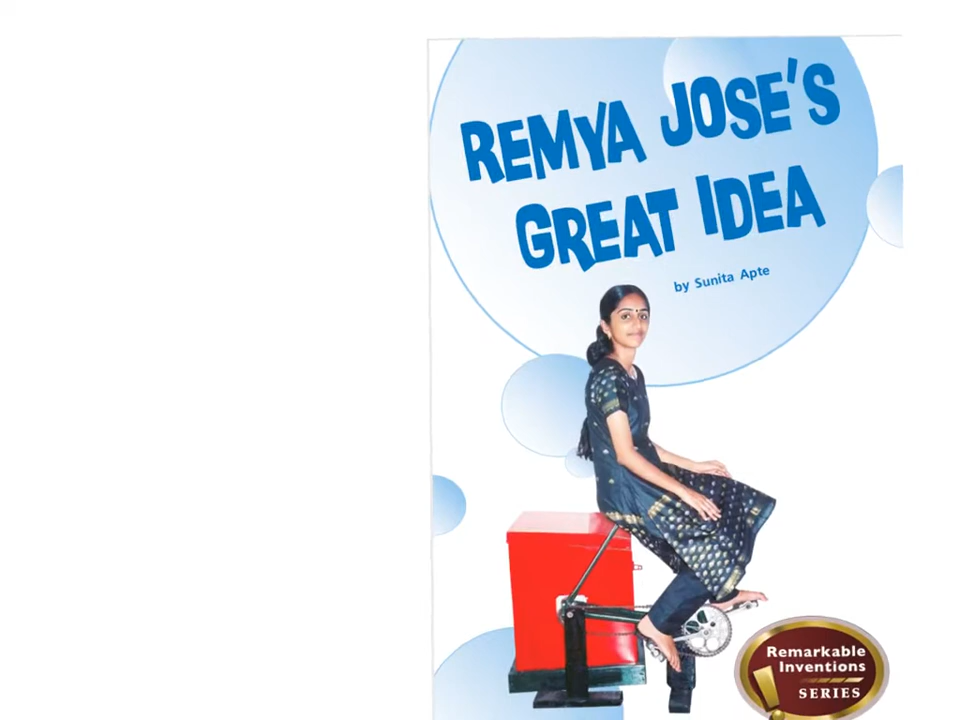 REMYA JOSE'S
GREAT IDEA
by Sunita Apte
Remarkable
Inventions
SERIES